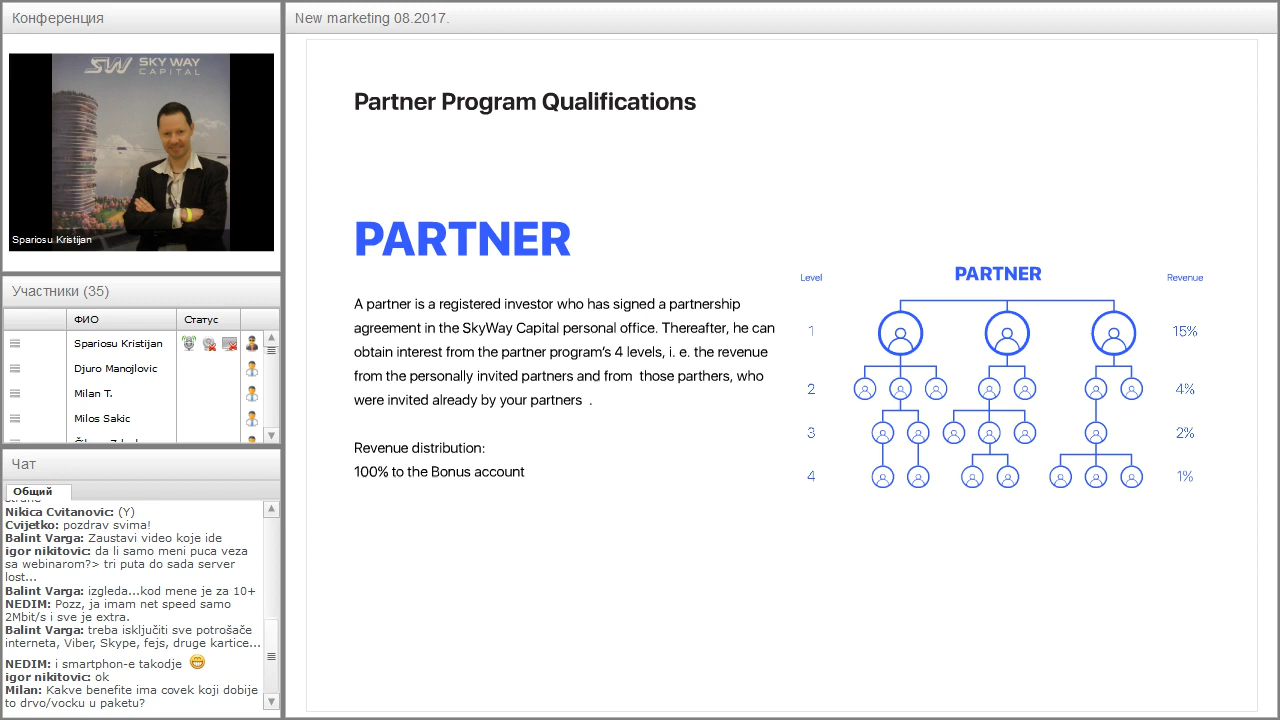 Конференция
SW SKY WAY
CAPITAL
Spariosu Kristijan
Участники (35)
ФИО
Статус
Spariosu Kristijan
Djuro Manojlovic
Milan T.
Milos Sakic
Чат
Общий
Nikica Cvitanovic: (Y)
Cvijetko: pozdrav svima!
Balint Varga: Zaustavi video koje ide
igor nikitovic: da li samo meni puca veza
sa webinarom?> tri puta do sada server
lost...
Balint Varga: izgleda...kod mene je za 10+
NEDIM: Pozz, ja imam net speed samo
2Mbit/s i sve je extra.
Balint Varga: treba isključiti sve potrošače
interneta, Viber, Skype, fejs, druge kartice...
NEDIM: i smartphon-e takodje
igor nikitovic: ok
Milan: Kakve benefite ima covek koji dobije
to drvo/vocku u paketu?
New marketing 08.2017.
Partner Program Qualifications
PARTNER
A partner is a registered investor who has signed a partnership
agreement in the SkyWay Capital personal office. Thereafter, he can
obtain interest from the partner program’s 4 levels, i. e. the revenue
from the personally invited partners and from those parthers, who
were invited already by your partners .
Revenue distribution:
100% to the Bonus account
Level
PARTNER
Revenue
1
15%
2
4%
3
2%
4
1%